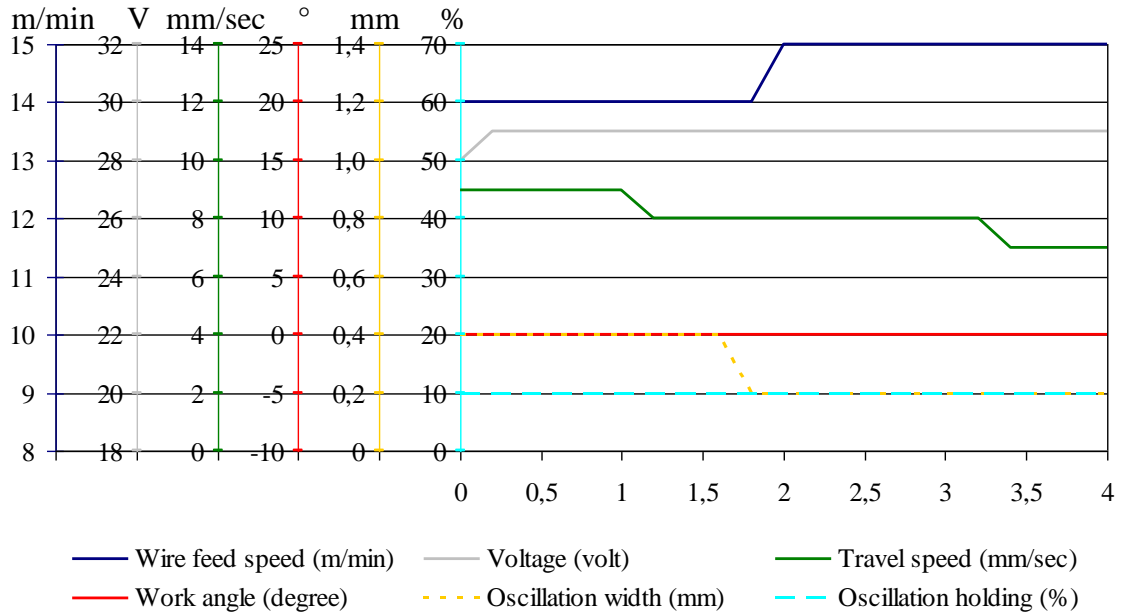 m/min V mm/sec ° mm %
15 32 14 25 1,4 70
14 30 12 20 1,2 60
13 28 10 15 1,0 50
12 26 8 10 0,8 40
11 24 6 5 0,6 30
10 22 4 0 0,4 20
9 20 2 -5 0,2 10
8 18 0 -10 0 0
0 0,5 1 1,5 2 2,5 3 3,5 4
Wire feed speed (m/min) Voltage (volt) Travel speed (mm/sec)
Work angle (degree) Oscillation width (mm) Oscillation holding (%)